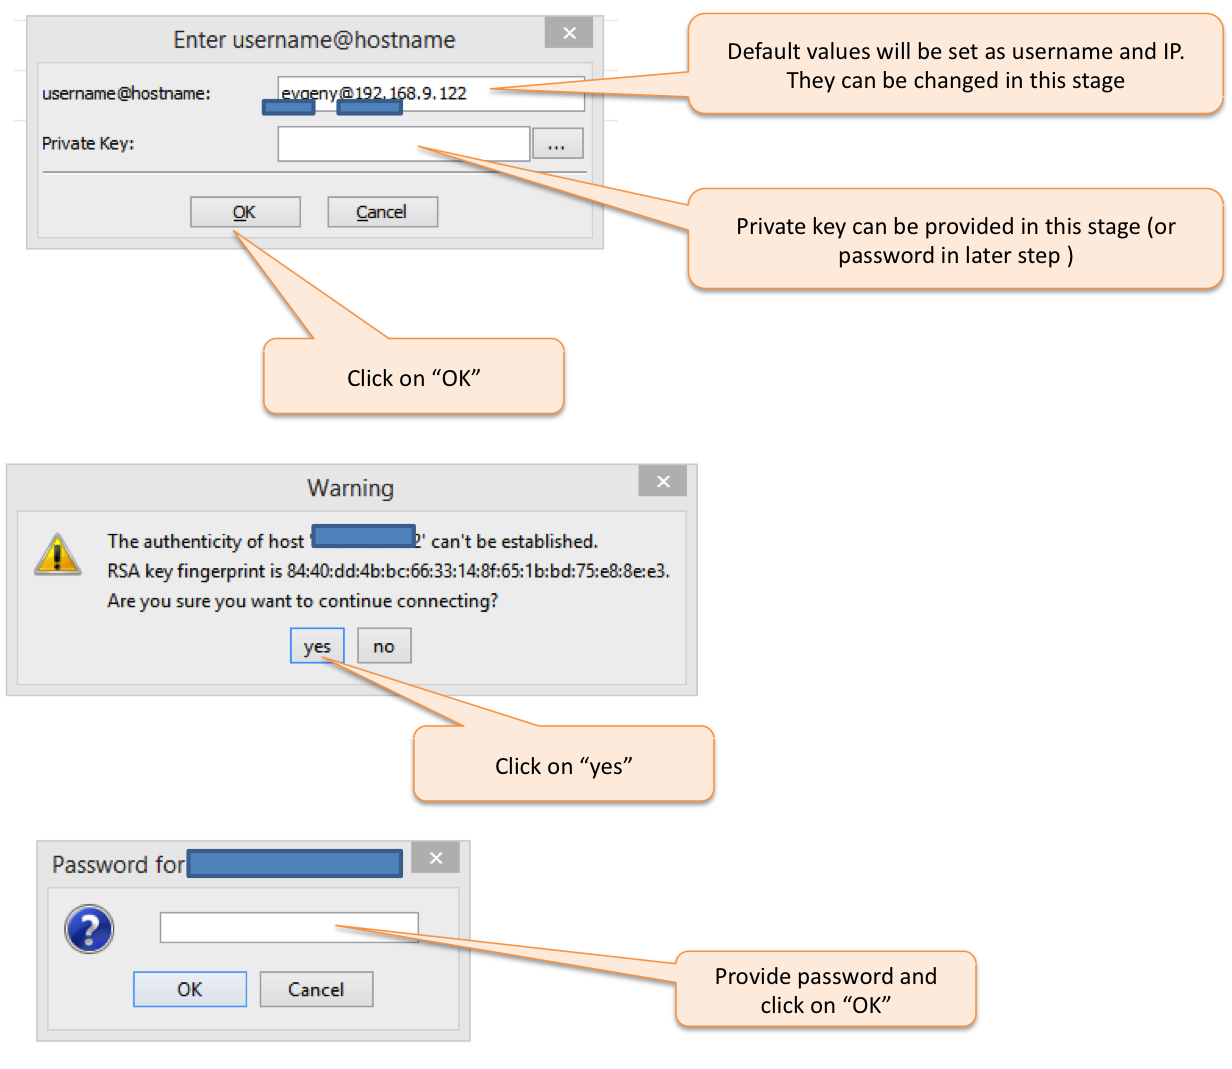 Enter username@hostname
username@hostname:
evgeny@192.168.9.122
Default values will be set as username and IP.
They can be changed in this stage
Private Key:
...
Private key can be provided in this stage (or
password in later step )
OK
Cancel
Click on “OK”
Warning
The authenticity of host '2' can't be established.
RSA key fingerprint is 84:40:dd:4b:bc:66:33:14:8f:65:1b:bd:75:e8:8e:e3.
Are you sure you want to continue connecting?
yes
no
Click on “yes”
Password for
?
OK
Cancel
Provide password and
click on “OK”